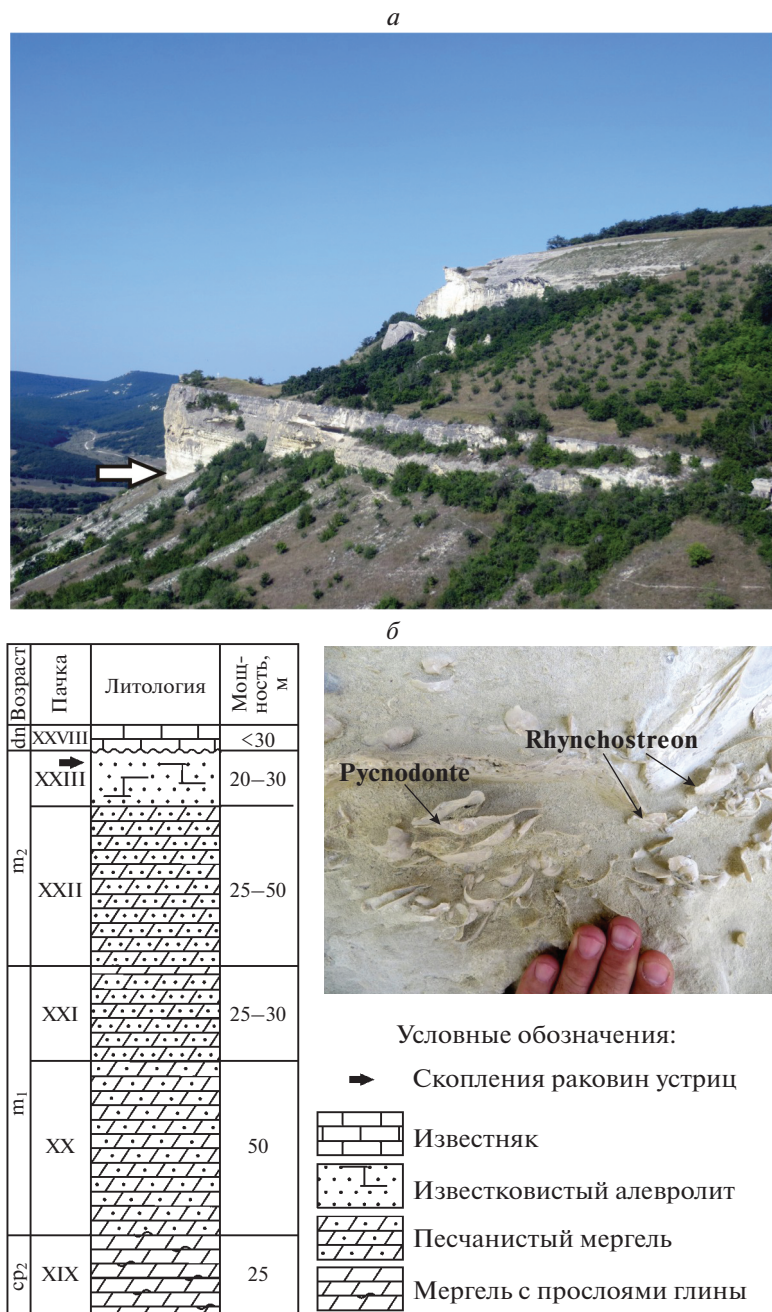 а
б
Возраст
Пачка
Литология
Мощ-
ность,
м
dn
XXVIII
<30
m₂
XXIII
20–30
XXII
25–50
m₁
XXI
25–30
XX
50
cp₂
XIX
25
Pycnodonte
Rhynchostreon
Условные обозначения:
Скопления раковин устриц
Известняк
Известковистый алевролит
Песчанистый мергель
Мергель с прослоями глины